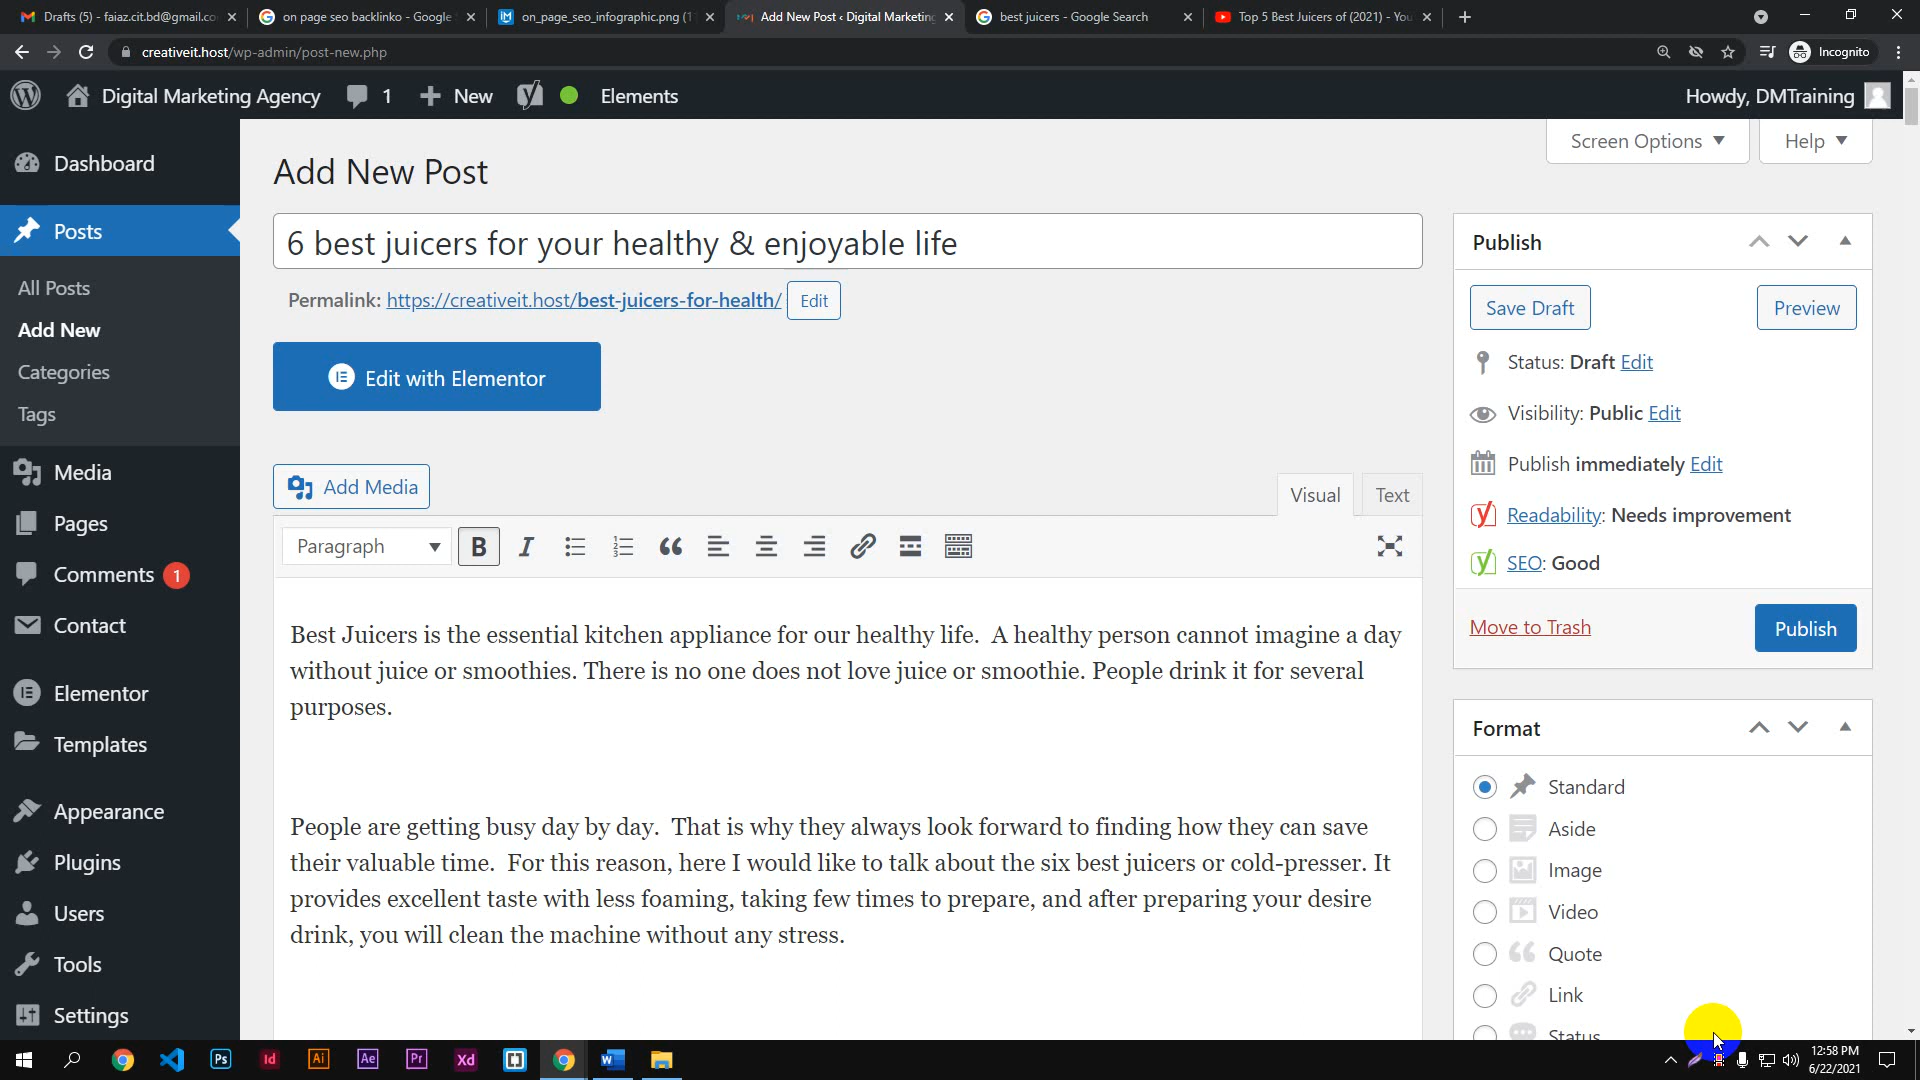 Drafts (5) - faiaz.cit.bd@gmail.co
on page seo backlinko - Google
on_page_seo_infographic.png (1
Add New Post ‹ Digital Marketing
best juicers - Google Search
Top 5 Best Juicers of (2021) - You
creativeit.host/wp-admin/post-new.php
Incognito
Digital Marketing Agency
1
New
Elements
Howdy, DMTraining
Dashboard
Posts
All Posts
Add New
Categories
Tags
Media
Pages
Comments 1
Contact
Elementor
Templates
Appearance
Plugins
Users
Tools
Settings
Screen Options
Help
Add New Post
6 best juicers for your healthy & enjoyable life
Permalink: https://creativeit.host/best-juicers-for-health/ Edit
Edit with Elementor
Add Media
Visual
Text
Paragraph
B
I
Best Juicers is the essential kitchen appliance for our healthy life.  A healthy person cannot imagine a day
without juice or smoothies. There is no one does not love juice or smoothie. People drink it for several
purposes.
People are getting busy day by day.  That is why they always look forward to finding how they can save
their valuable time.  For this reason, here I would like to talk about the six best juicers or cold-presser. It
provides excellent taste with less foaming, taking few times to prepare, and after preparing your desire
drink, you will clean the machine without any stress.
Publish
Save Draft
Preview
Status: Draft Edit
Visibility: Public Edit
Publish immediately Edit
Readability: Needs improvement
SEO: Good
Move to Trash
Publish
Format
Standard
Aside
Image
Video
Quote
Link
Status
Ps
Id
Ai
Ae
Pr
Xd
12:58 PM
6/22/2021